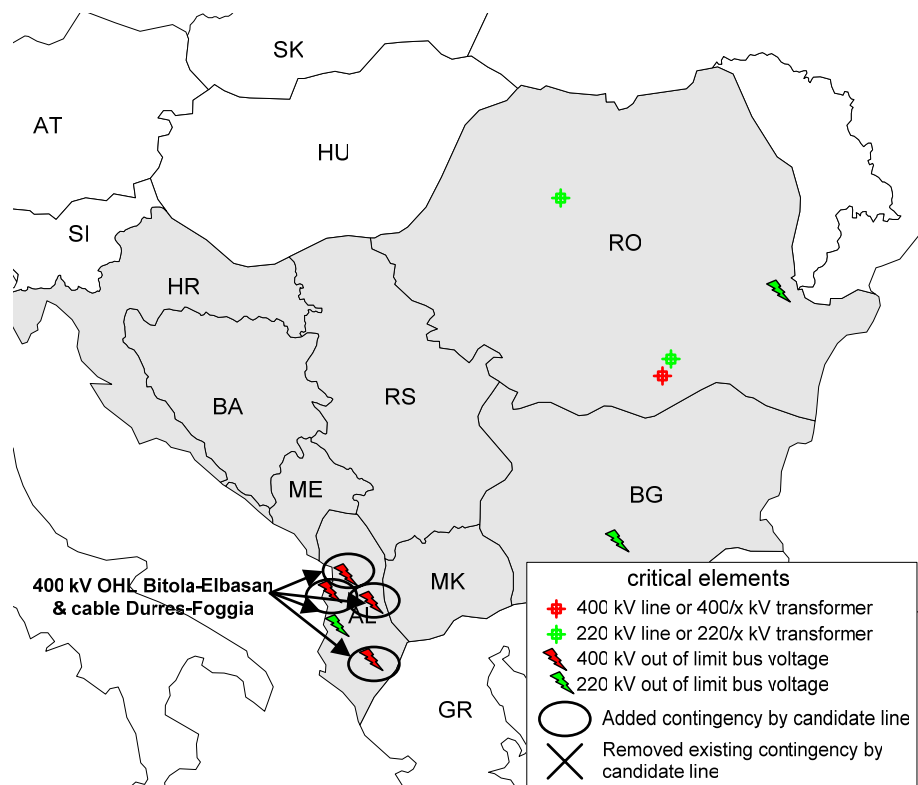 SK
AT
HU
SI
RO
HR
BA
RS
ME
BG
MK
400 kV OHL Bitola-Elbasan
& cable Durres-Foggia
AL
GR
critical elements
400 kV line or 400/x kV transformer
220 kV line or 220/x kV transformer
400 kV out of limit bus voltage
220 kV out of limit bus voltage
Added contingency by candidate line
Removed existing contingency by
candidate line